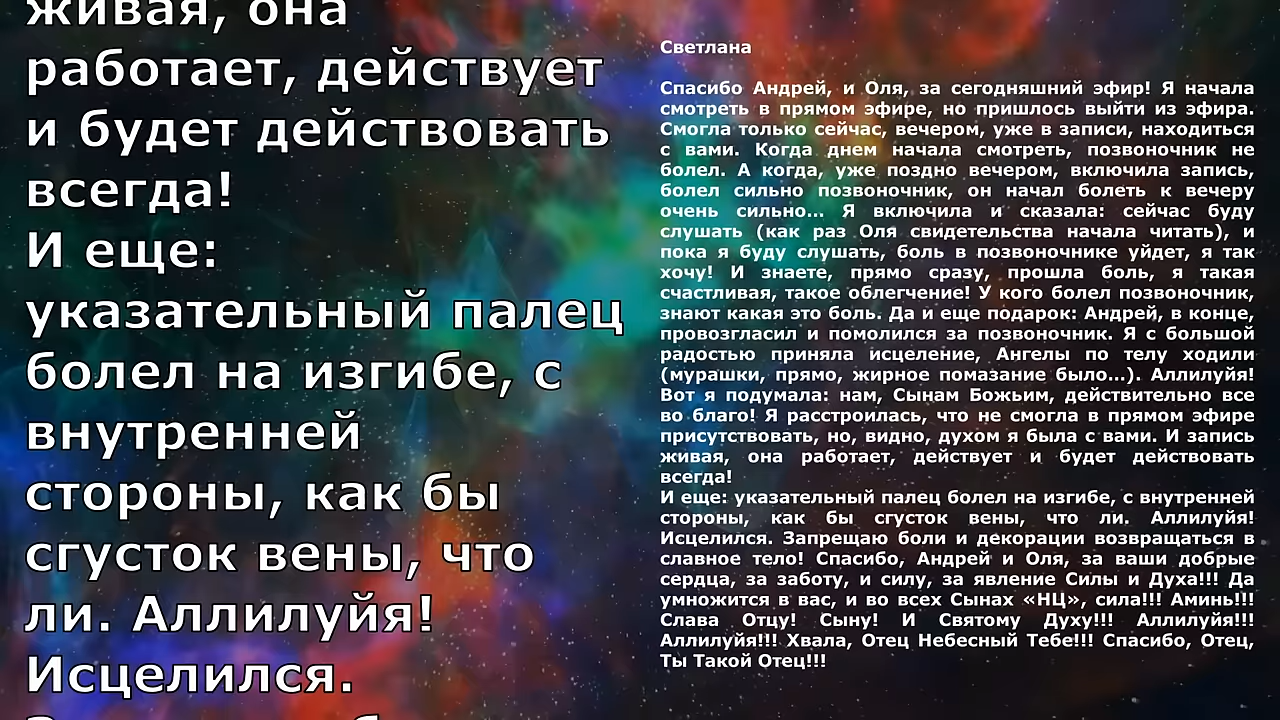 живая, она
работает, действует
и будет действовать
всегда!
И еще:
указательный палец
болел на изгибе, с
внутренней
стороны, как бы
сгусток вены, что
ли. Аллилуйя!
Исцелился.
Светлана
Спасибо Андрей, и Оля, за сегодняшний эфир! Я начала
смотреть в прямом эфире, но пришлось выйти из эфира.
Смогла только сейчас, вечером, уже в записи, находиться
с вами. Когда днем начала смотреть, позвоночник не
болел. А когда, уже поздно вечером, включила запись,
болел сильно позвоночник, он начал болеть к вечеру
очень сильно... Я включила и сказала: сейчас буду
слушать (как раз Оля свидетельства начала читать), и
пока я буду слушать, боль в позвоночнике уйдет, я так
хочу! И знаете, прямо сразу, прошла боль, я такая
счастливая, такое облегчение! У кого болел позвоночник,
знают какая это боль. Да и еще подарок: Андрей, в конце,
провозгласил и помолился за позвоночник. Я с большой
радостью приняла исцеление, Ангелы по телу ходили
(мурашки, прямо, жирное помазание было...). Аллилуйя!
Вот я подумала: нам, Сынам Божьим, действительно все
во благо! Я расстроилась, что не смогла в прямом эфире
присутствовать, но, видно, духом я была с вами. И запись
живая, она работает, действует и будет действовать
всегда!
И еще: указательный палец болел на изгибе, с внутренней
стороны, как бы сгусток вены, что ли. Аллилуйя!
Исцелился. Запрещаю боли и декорации возвращаться в
славное тело! Спасибо, Андрей и Оля, за ваши добрые
сердца, за заботу, и силу, за явление Силы и Духа!!! Да
умножится в вас, и во всех Сынах «НЦ», сила!!! Аминь!!!
Слава Отцу! Сыну! И Святому Духу!!! Аллилуйя!!!
Аллилуйя!!! Хвала, Отец Небесный Тебе!!! Спасибо, Отец,
Ты Такой Отец!!!